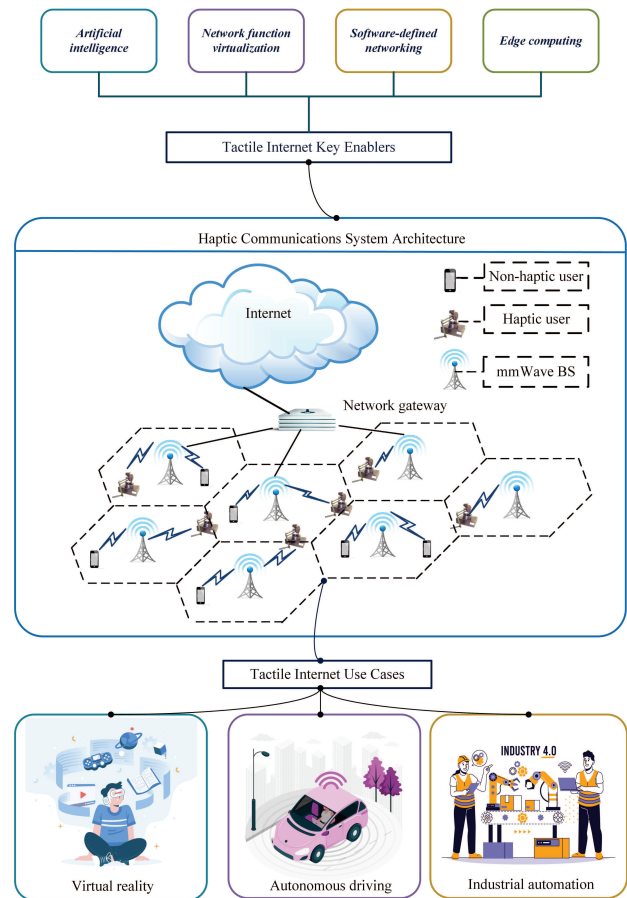 Artificial
intelligence
Network function
virtualization
Software-defined
networking
Edge computing
Tactile Internet Key Enablers
Haptic Communications System Architecture
Internet
Non-haptic user
Haptic user
mmWave BS
Network gateway
Tactile Internet Use Cases
INDUSTRY 4.0
Virtual reality
Autonomous driving
Industrial automation